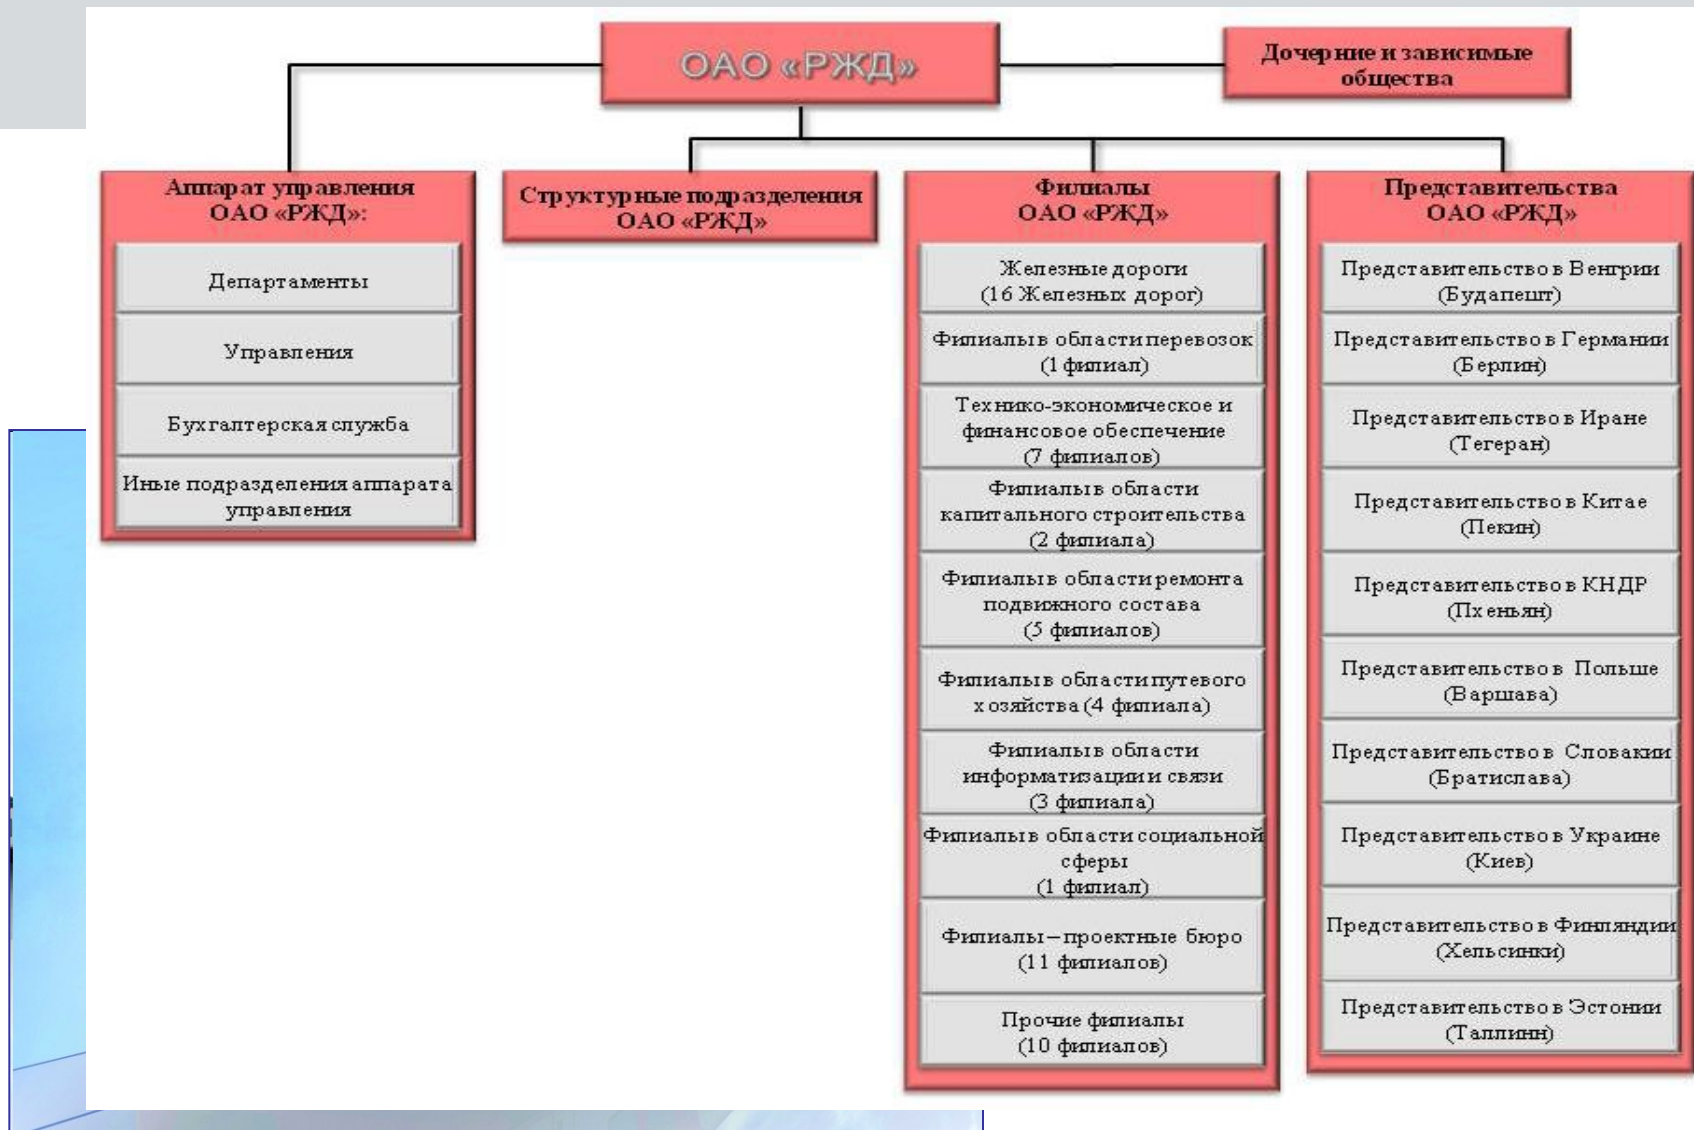 ОАО «РЖД»
Дочерние и зависимые
общества
Аппарат управления
ОАО «РЖД»:
Департаменты
Управления
Бухгалтерская служба
Иные подразделения аппарата
управления
Структурные подразделения
ОАО «РЖД»
Филиалы
ОАО «РЖД»
Железные дороги
(16 Железных дорог)
Филиалы в области перевозок
(1 филиал)
Технико-экономическое и
финансовое обеспечение
(7 филиалов)
Филиалы в области
капитального строительства
(2 филиала)
Филиалы в области ремонта
подвижного состава
(5 филиалов)
Филиалы в области путевого
хозяйства (4 филиала)
Филиалы в области
информатизации и связи
(3 филиала)
Филиалы в области социальной
сферы
(1 филиал)
Филиалы – проектные бюро
(11 филиалов)
Прочие филиалы
(10 филиалов)
Представительства
ОАО «РЖД»
Представительство в Венгрии
(Будапешт)
Представительство в Германии
(Берлин)
Представительство в Иране
(Тегеран)
Представительство в Китае
(Пекин)
Представительство в КНДР
(Пхеньян)
Представительство в Польше
(Варшава)
Представительство в Словакии
(Братислава)
Представительство в Украине
(Киев)
Представительство в Финляндии
(Хельсинки)
Представительство в Эстонии
(Таллинн)